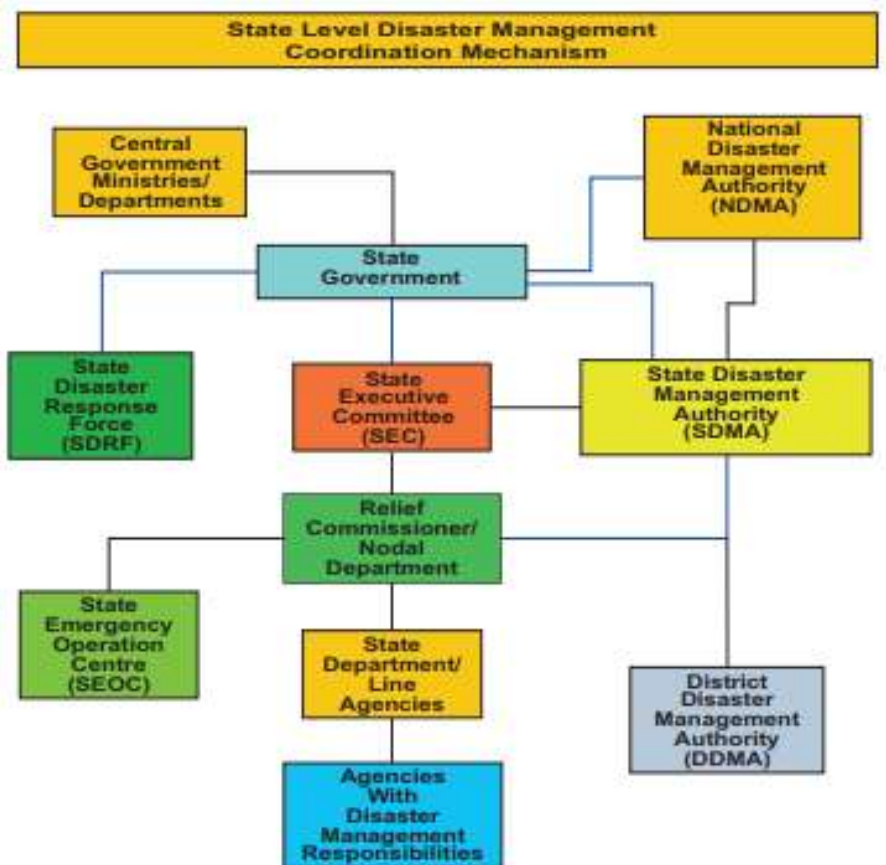 State Level Disaster Management
Coordination Mechanism
Central
Government
Ministries/
Departments
National
Disaster
Management
Authority
(NDMA)
State
Government
State
Disaster
Response
Force
(SDRF)
State
Executive
Committee
(SEC)
State Disaster
Management
Authority
(SDMA)
Relief
Commissioner/
Nodal
Department
State
Emergency
Operation
Centre
(SEOC)
State
Department/
Line
Agencies
District
Disaster
Management
Authority
(DDMA)
Agencies
With
Disaster
Management
Responsibilities